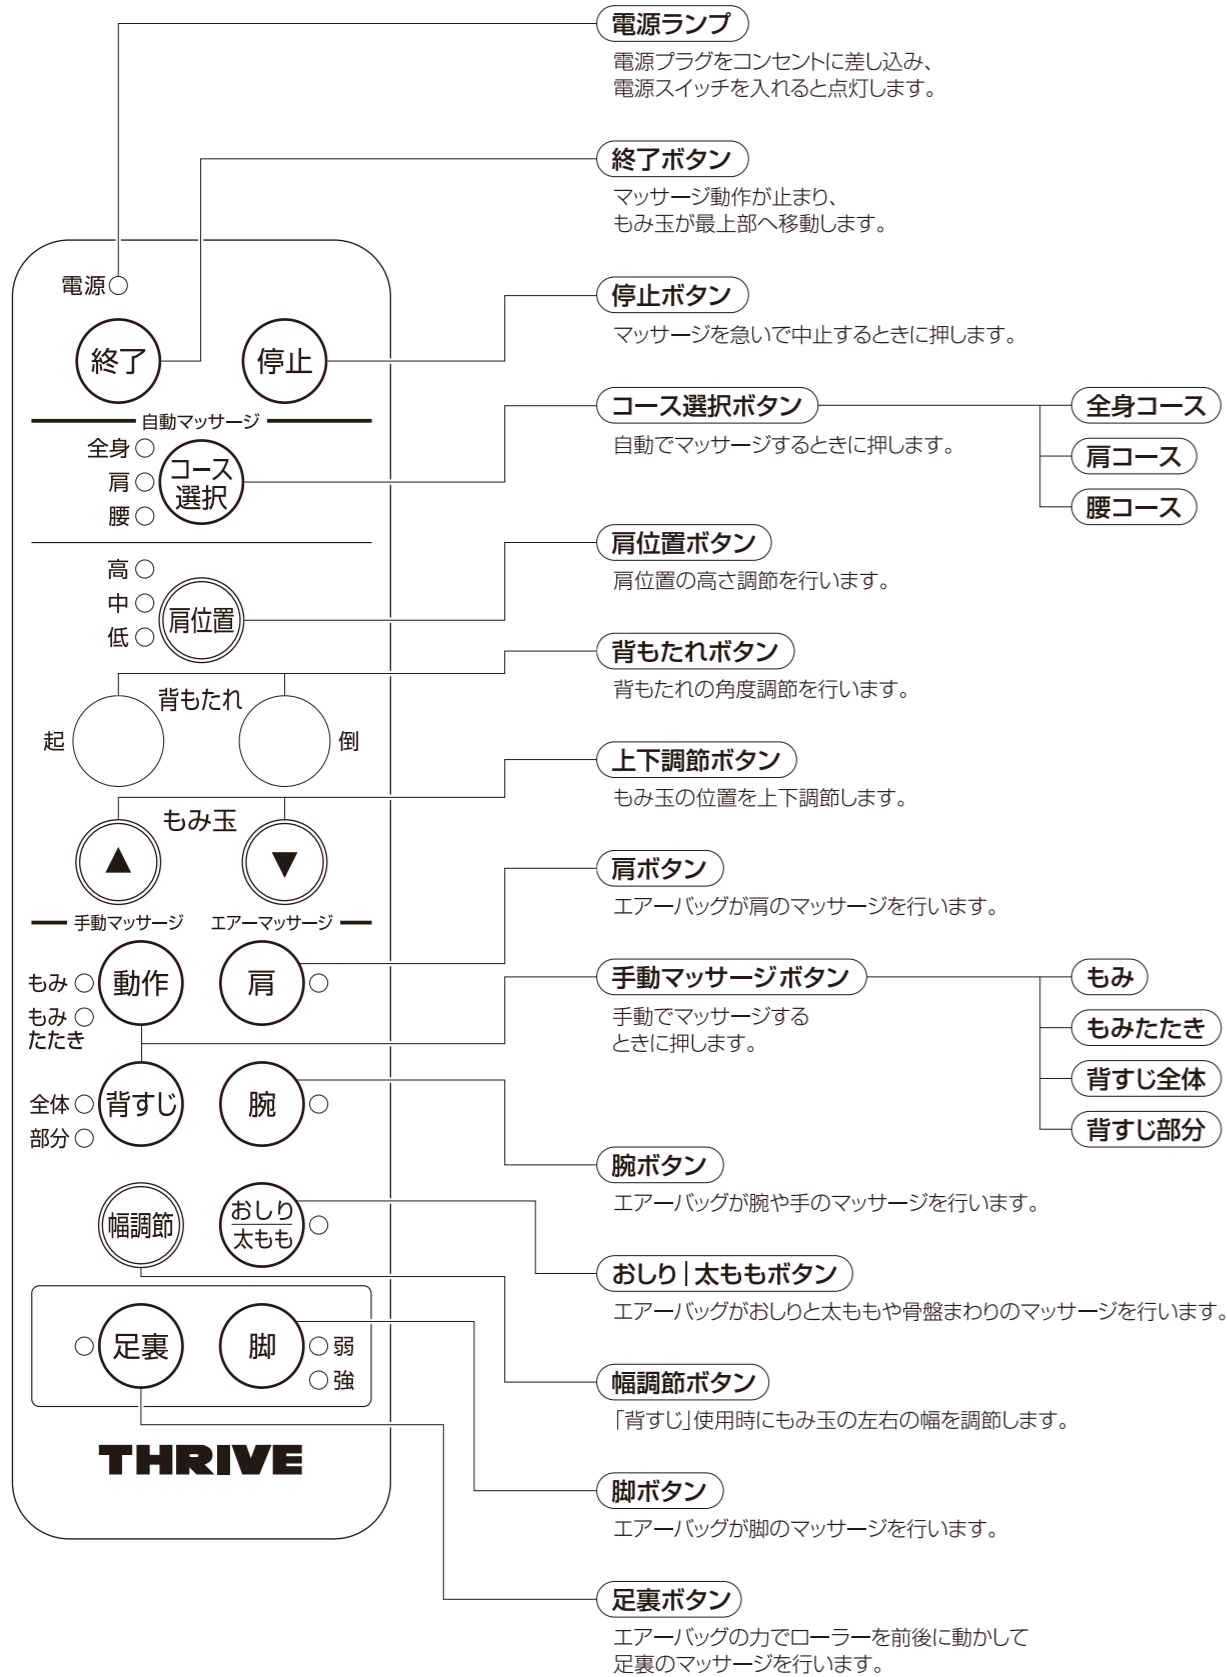 電源ランプ
電源プラグをコンセントに差し込み、
電源スイッチを入れると点灯します。
終了ボタン
マッサージ動作が止まり、
もみ玉が最上部へ移動します。
停止ボタン
マッサージを急いで中止するときに押します。
コース選択ボタン
自動でマッサージするときに押します。
全身コース
肩コース
腰コース
肩位置ボタン
肩位置の高さ調節を行います。
背もたれボタン
背もたれの角度調節を行います。
上下調節ボタン
もみ玉の位置を上下調節します。
肩ボタン
エアーバッグが肩のマッサージを行います。
手動マッサージボタン
手動でマッサージする
ときに押します。
もみ
もみたたき
背すじ全体
背すじ部分
腕ボタン
エアーバッグが腕や手のマッサージを行います。
おしり|太ももボタン
エアーバッグがおしりと太ももや骨盤まわりのマッサージを行います。
幅調節ボタン
「背すじ」使用時にもみ玉の左右の幅を調節します。
脚ボタン
エアーバッグが脚のマッサージを行います。
足裏ボタン
エアーバッグの力でローラーを前後に動かして
足裏のマッサージを行います。
電源
終了 停止
自動マッサージ
全身
肩
腰
コース
選択
高
中
低
肩位置
背もたれ
起 倒
もみ玉
▲ ▼
手動マッサージ エアーマッサージ
もみ 動作 肩
もみ
たたき
全体 背すじ 腕
部分
幅調節
おしり
太もも
足裏 脚 弱
強
THRIVE